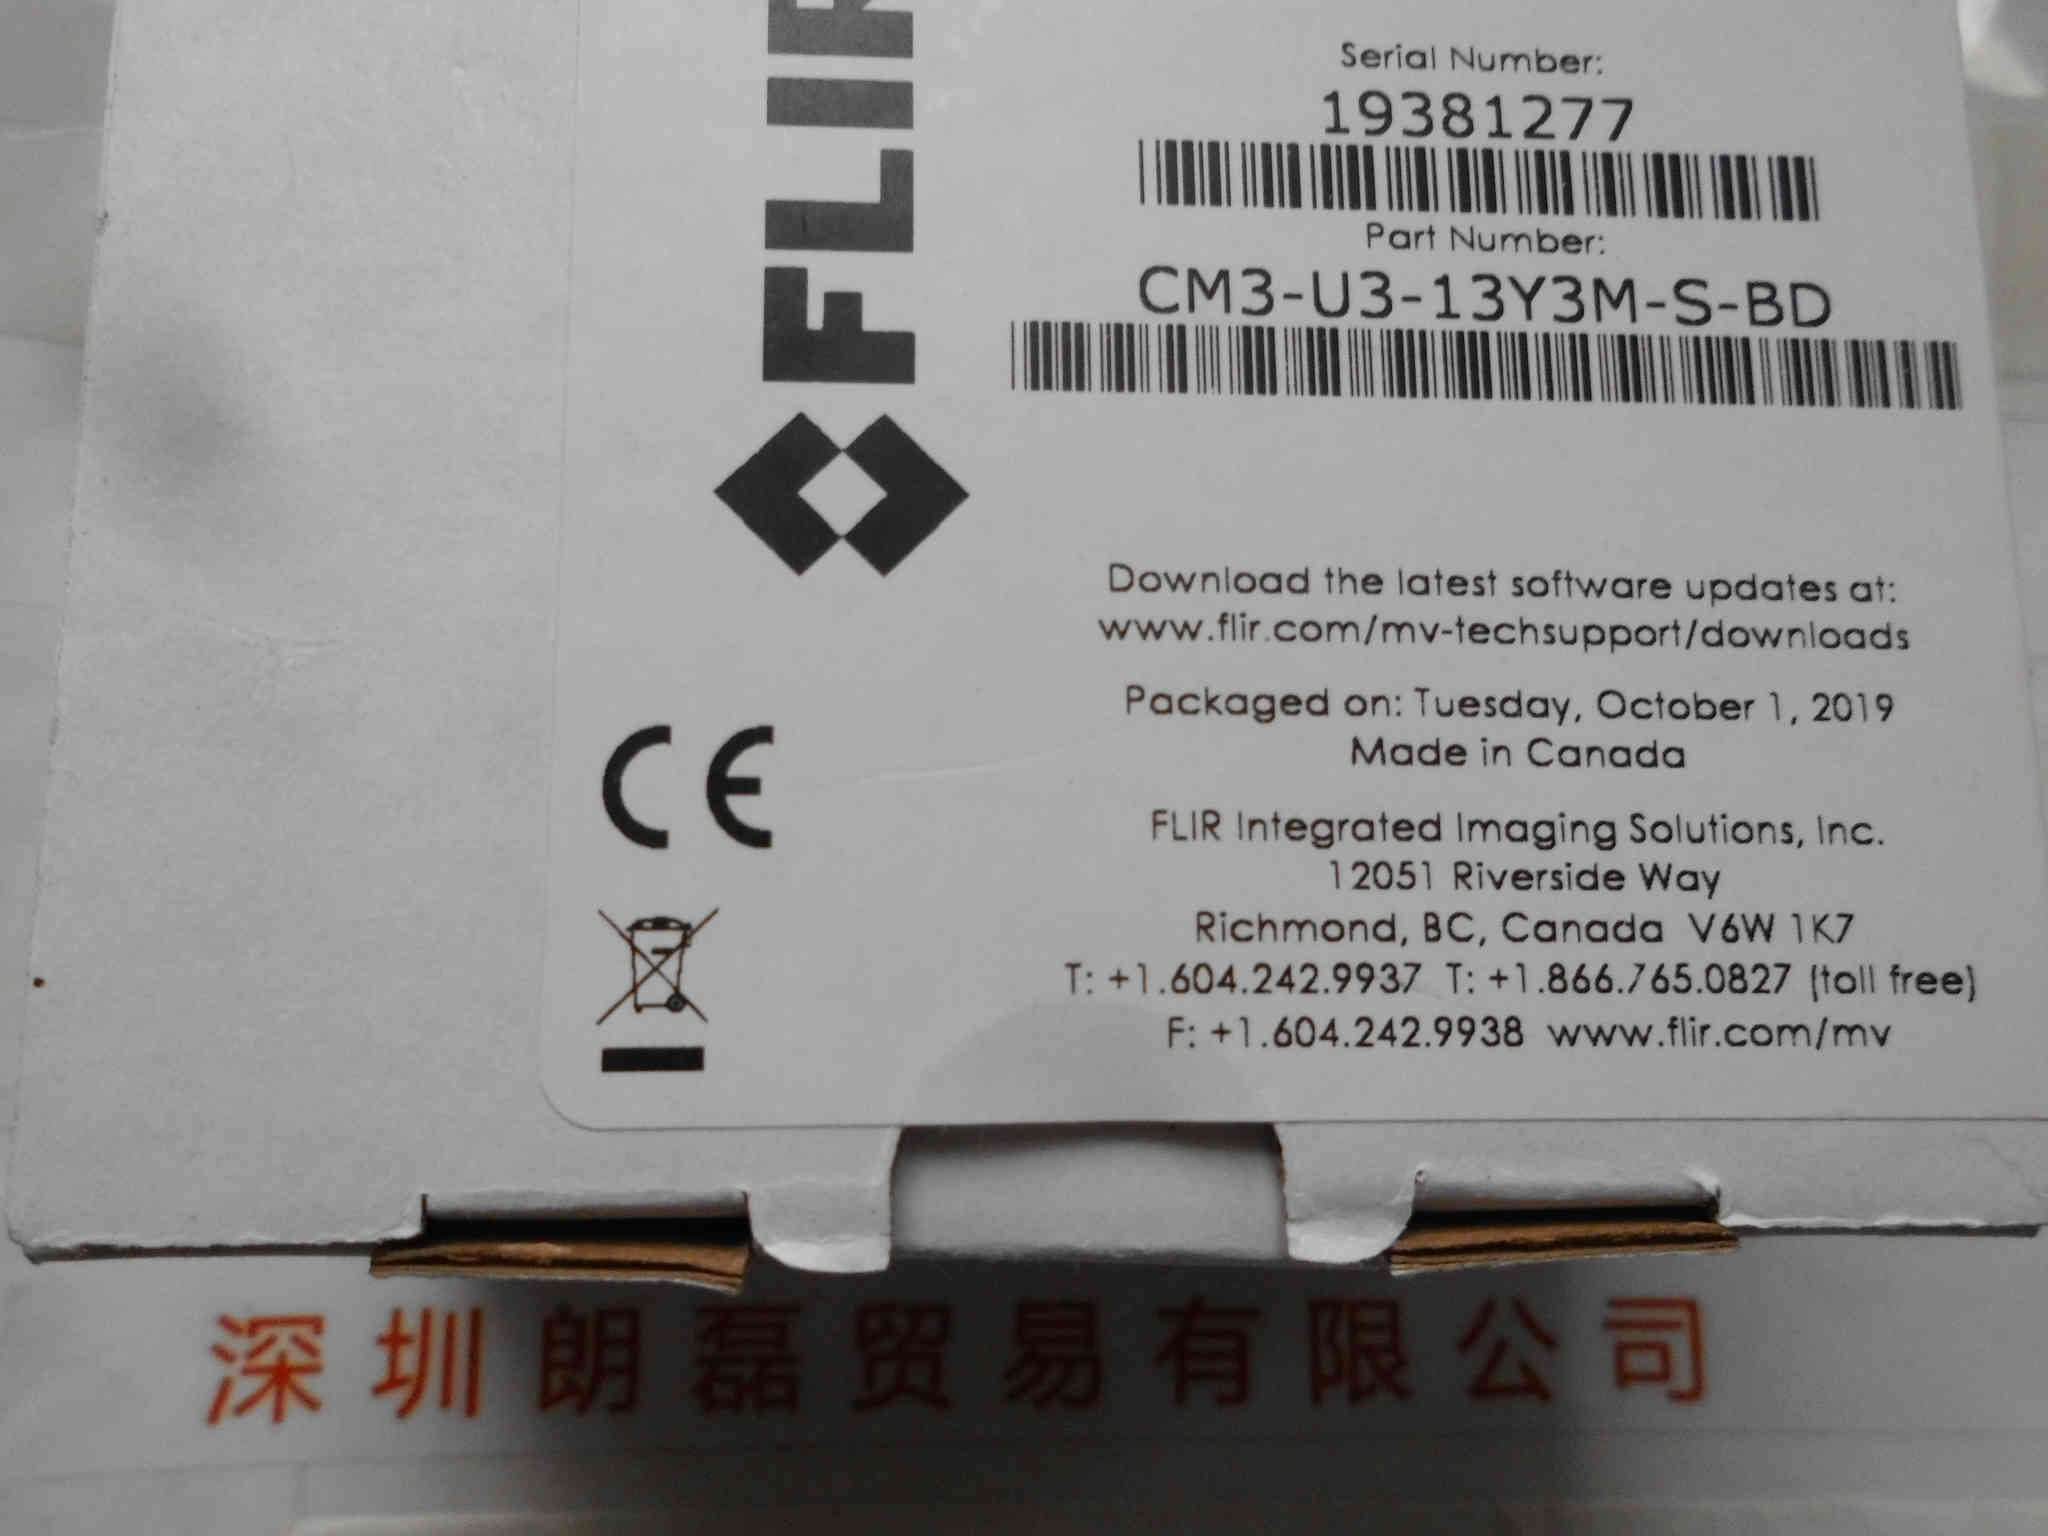 FLIR
Serial Number:
19381277
Part Number:
CM3-U3-13Y3M-S-BD
Download the latest software updates at:
www.flir.com/mv-techsupport/downloads
Packaged on: Tuesday, October 1, 2019
Made in Canada
FLIR Integrated Imaging Solutions, Inc.
12051 Riverside Way
Richmond, BC, Canada V6W 1K7
T: +1.604.242.9937 T: +1.866.765.0827 (toll free)
F: +1.604.242.9938 www.flir.com/mv
CE
深圳朗磊贸易有限公司